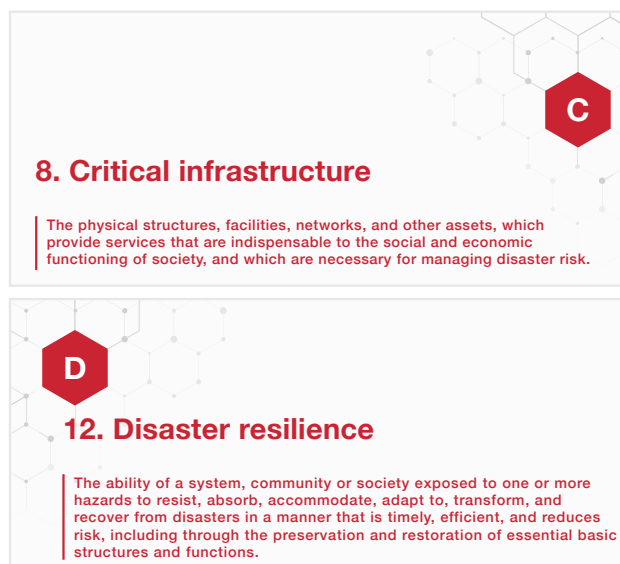 C
8. Critical infrastructure
The physical structures, facilities, networks, and other assets, which
provide services that are indispensable to the social and economic
functioning of society, and which are necessary for managing disaster risk.
D
12. Disaster resilience
The ability of a system, community or society exposed to one or more
hazards to resist, absorb, accommodate, adapt to, transform, and
recover from disasters in a manner that is timely, efficient, and reduces
risk, including through the preservation and restoration of essential basic
structures and functions.